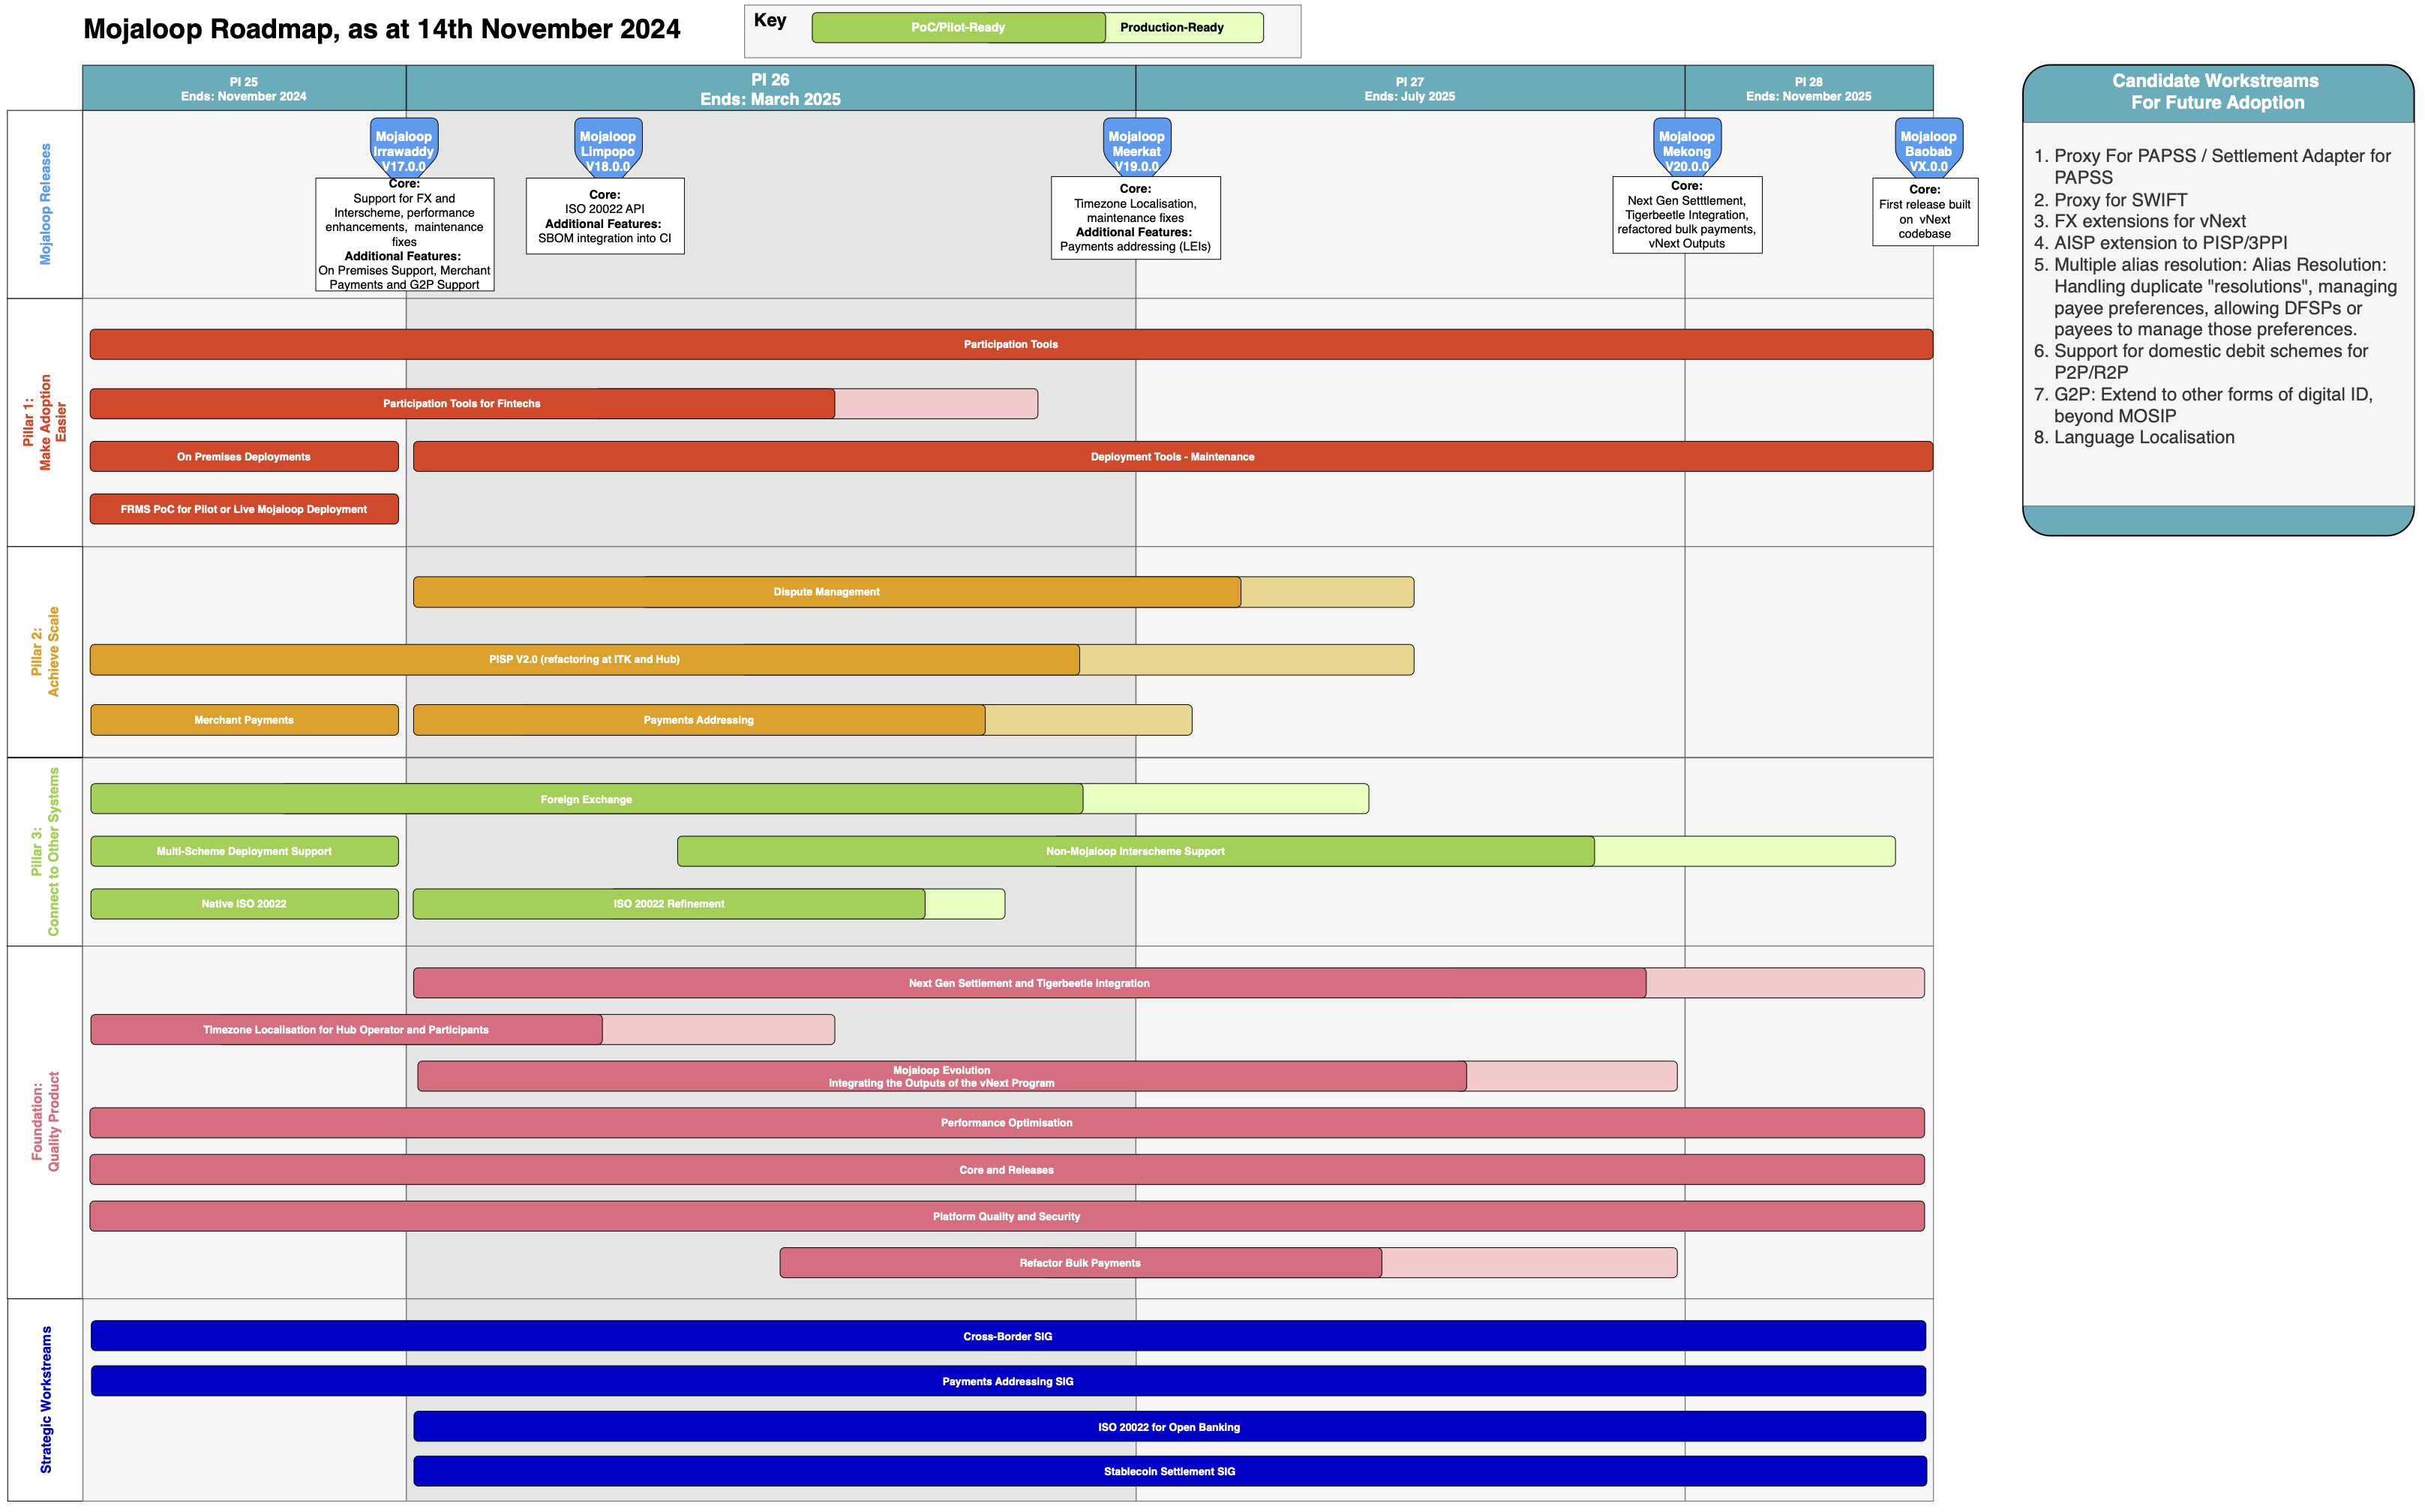 Mojaloop Roadmap, as at 14th November 2024
Key
PoC/Pilot-Ready
Production-Ready
PI 25
Ends: November 2024
PI 26
Ends: March 2025
PI 27
Ends: July 2025
PI 28
Ends: November 2025
Mojaloop Releases
Mojaloop
Irrawaddy
V17.0.0
Core:
Support for FX and
Interscheme, performance
enhancements, maintenance
fixes
Additional Features:
On Premises Support, Merchant
Payments and G2P Support
Mojaloop
Limpopo
V18.0.0
Core:
ISO 20022 API
Additional Features:
SBOM integration into CI
Mojaloop
Meerkat
V19.0.0
Core:
Timezone Localisation,
maintenance fixes
Additional Features:
Payments addressing (LEIs)
Mojaloop
Mekong
V20.0.0
Core:
Next Gen Setttlement,
Tigerbeetle Integration,
refactored bulk payments,
vNext Outputs
Mojaloop
Baobab
VX.0.0
Core:
First release built
on vNext
codebase
Pillar 1:
Make Adoption
Easier
Participation Tools
Participation Tools for Fintechs
On Premises Deployments
Deployment Tools - Maintenance
FRMS PoC for Pilot or Live Mojaloop Deployment
Pillar 2:
Achieve Scale
Dispute Management
PISP V2.0 (refactoring at ITK and Hub)
Merchant Payments
Payments Addressing
Pillar 3:
Connect to Other Systems
Foreign Exchange
Multi-Scheme Deployment Support
Non-Mojaloop Interscheme Support
Native ISO 20022
ISO 20022 Refinement
Foundation:
Quality Product
Next Gen Settlement and Tigerbeetle integration
Timezone Localisation for Hub Operator and Participants
Mojaloop Evolution
Integrating the Outputs of the vNext Program
Performance Optimisation
Core and Releases
Platform Quality and Security
Refactor Bulk Payments
Strategic Workstreams
Cross-Border SIG
Payments Addressing SIG
ISO 20022 for Open Banking
Stablecoin Settlement SIG
Candidate Workstreams
For Future Adoption
1. Proxy For PAPSS / Settlement Adapter for
PAPSS
2. Proxy for SWIFT
3. FX extensions for vNext
4. AISP extension to PISP/3PPI
5. Multiple alias resolution: Alias Resolution:
Handling duplicate "resolutions", managing
payee preferences, allowing DFSPs or
payees to manage those preferences.
6. Support for domestic debit schemes for
P2P/R2P
7. G2P: Extend to other forms of digital ID,
beyond MOSIP
8. Language Localisation